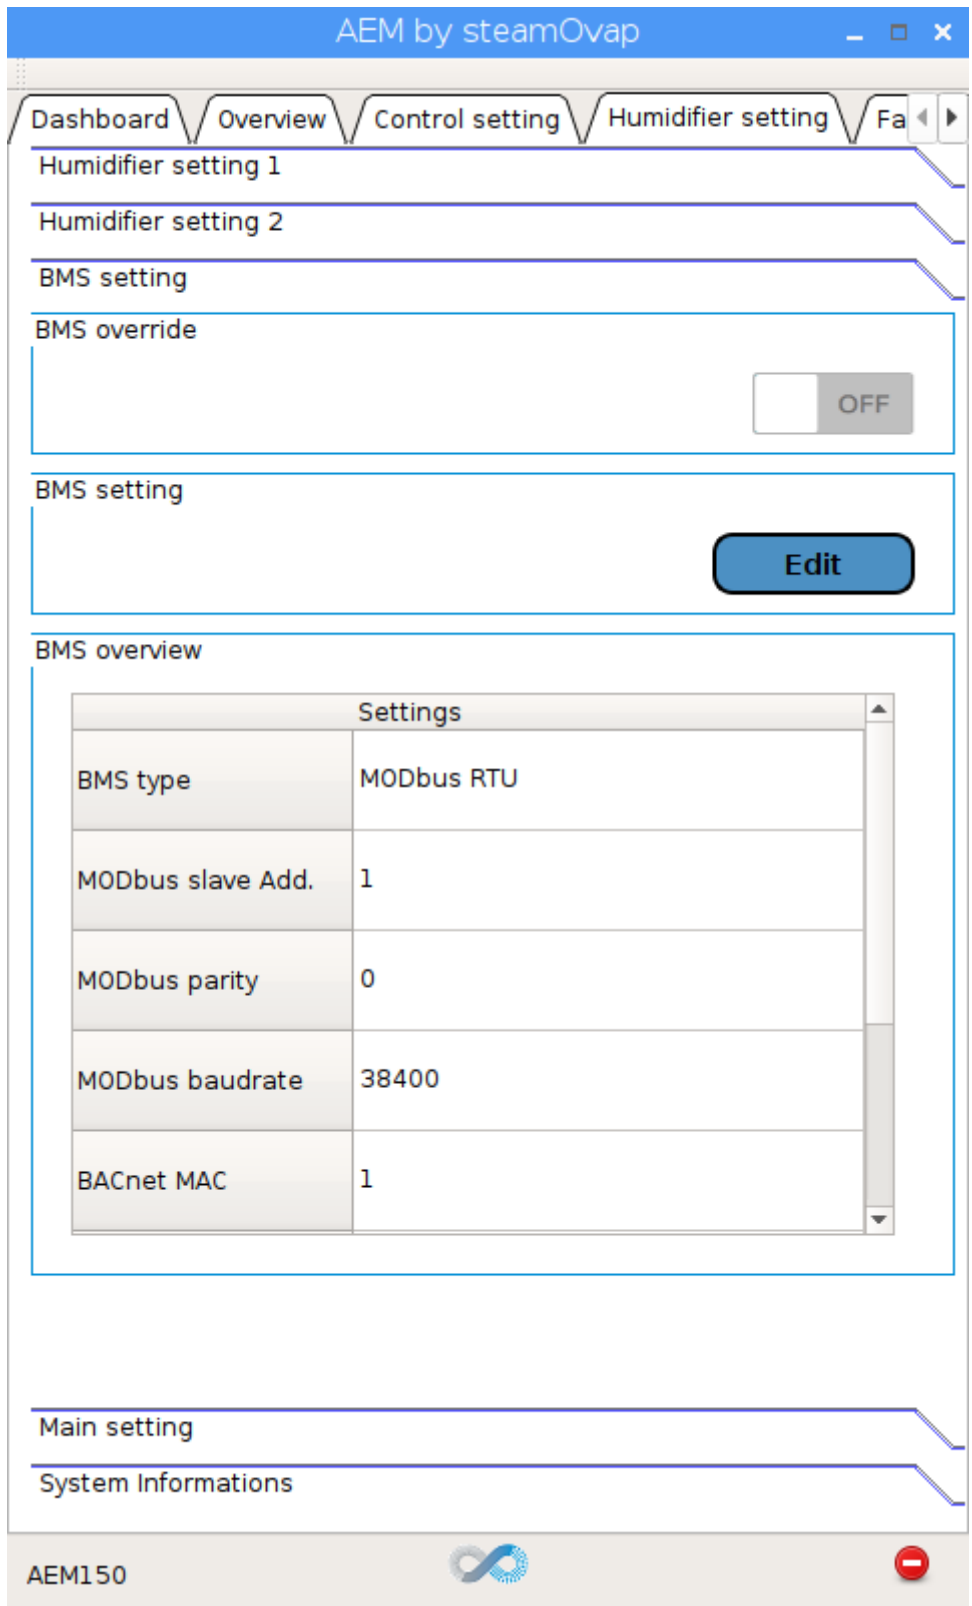 AEM by steamOvap
Dashboard
Overview
Control setting
Humidifier setting
Fa
Humidifier setting 1
Humidifier setting 2
BMS setting
BMS override
OFF
BMS setting
Edit
BMS overview
Settings
BMS type
MODbus RTU
MODbus slave Add.
1
MODbus parity
0
MODbus baudrate
38400
BACnet MAC
1
Main setting
System Informations
AEM150